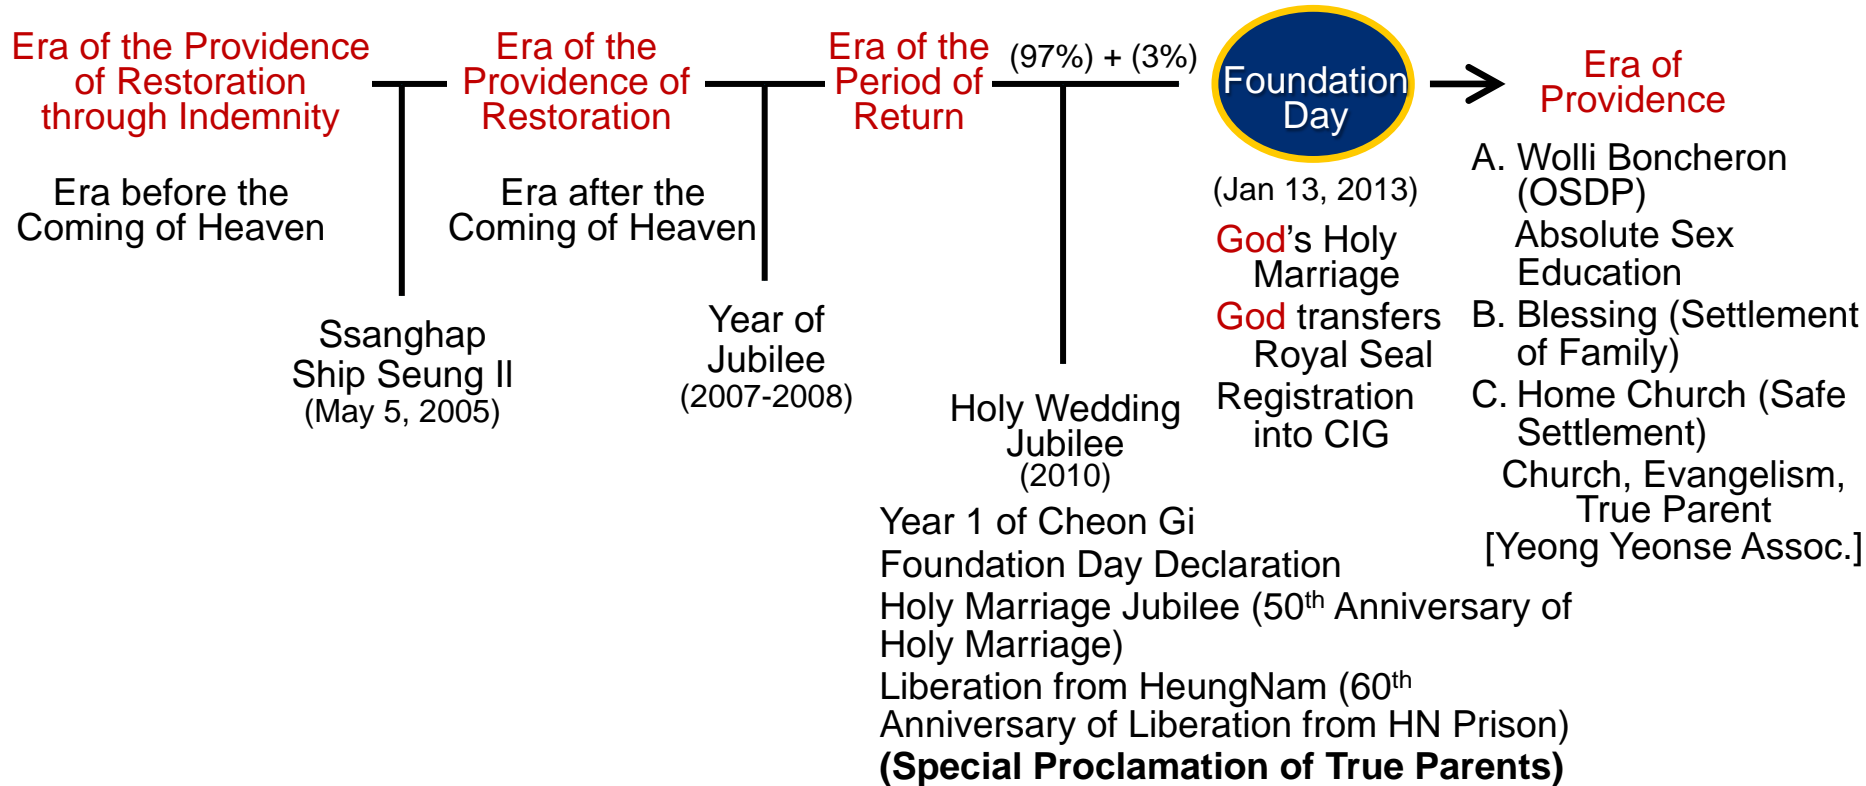 Era of the Providence
of Restoration
through Indemnity
Era before the
Coming of Heaven
Ssanghap
Ship Seung Il
(May 5, 2005)
Era of the
Providence of
Restoration
Era after the
Coming of Heaven
Year of
Jubilee
(2007-2008)
Era of the
Period of
Return
(97%) + (3%)
Holy Wedding
Jubilee
(2010)
Year 1 of Cheon Gi
Foundation Day Declaration
Holy Marriage Jubilee (50th Anniversary of
Holy Marriage)
Liberation from HeungNam (60th
Anniversary of Liberation from HN Prison)
(Special Proclamation of True Parents)
Foundation
Day
(Jan 13, 2013)
God's Holy
Marriage
God transfers
Royal Seal
Registration
into CIG
Era of
Providence
A. Wolli Boncheron
(OSDP)
Absolute Sex
Education
B. Blessing (Settlement
of Family)
C. Home Church (Safe
Settlement)
Church, Evangelism,
True Parent
[Yeong Yeonse Assoc.]